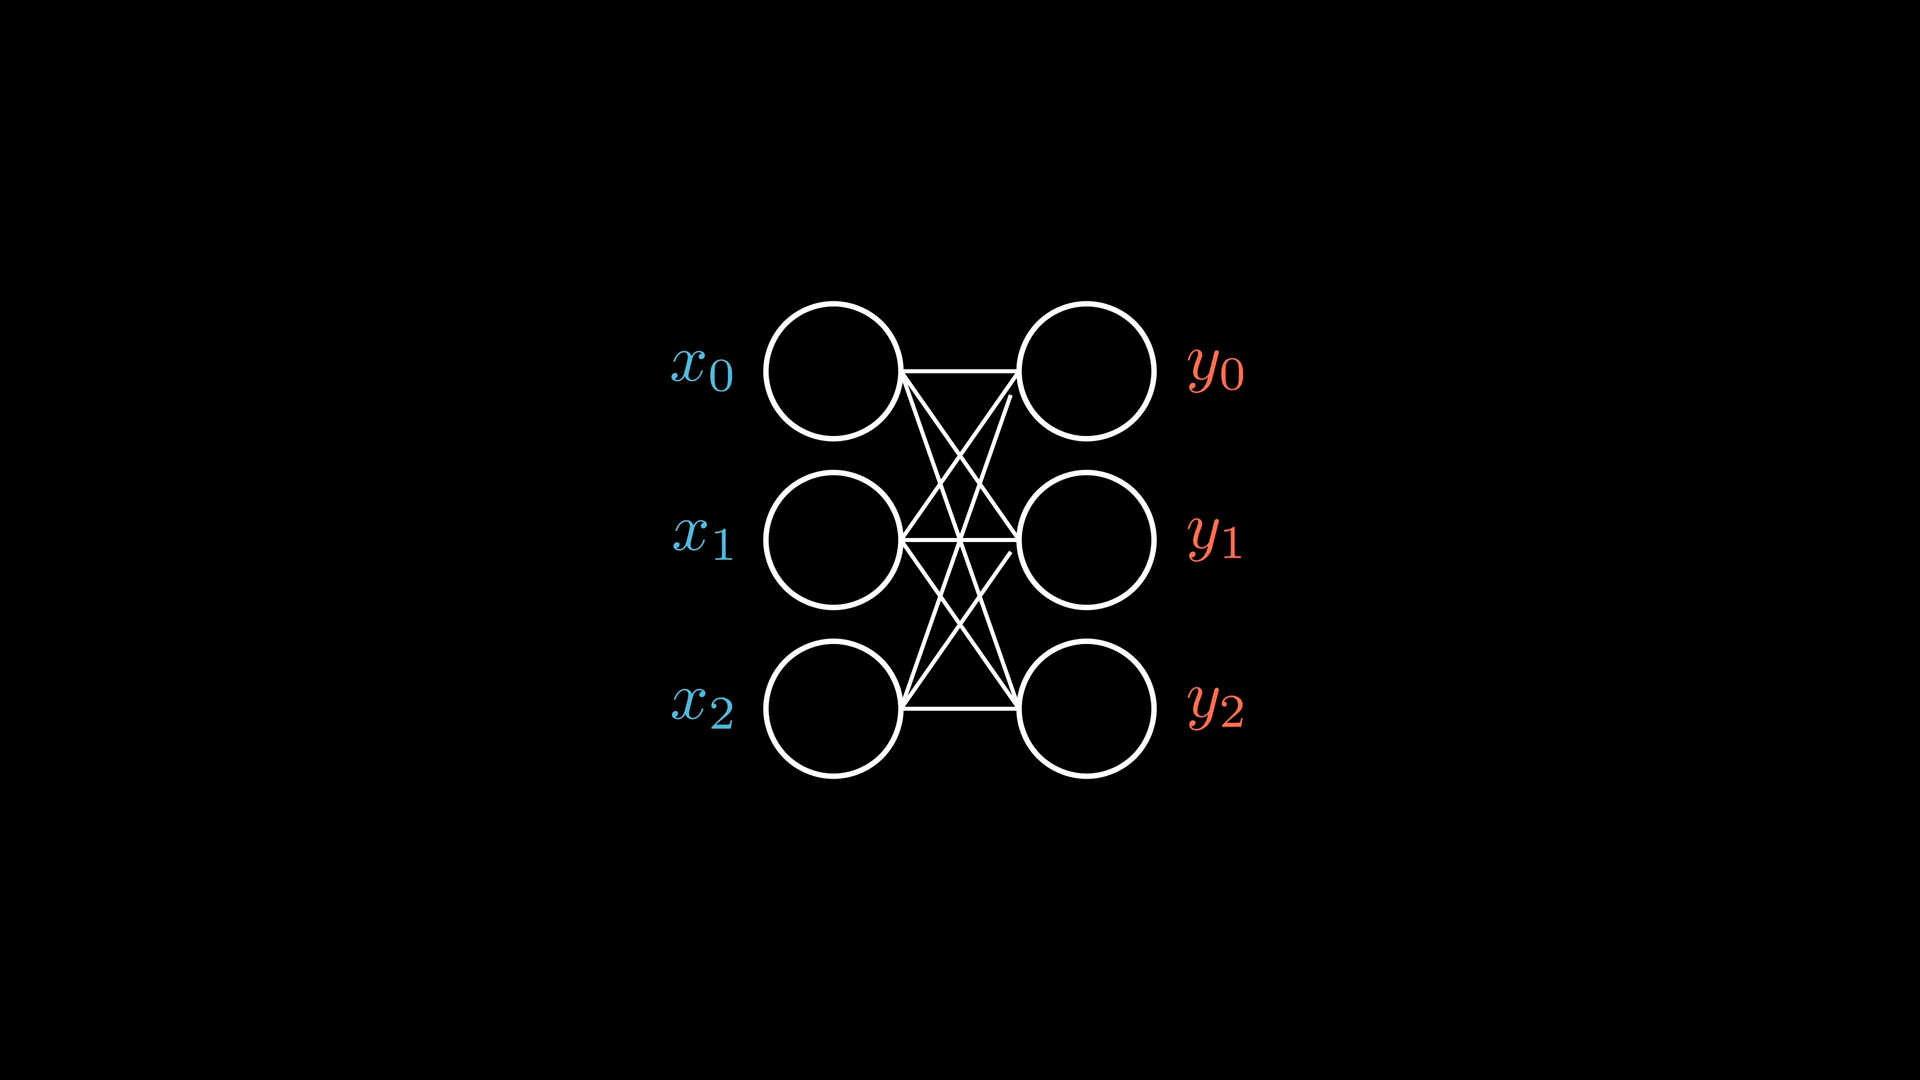 x₀ y₀
x₁ y₁
x₂ y₂